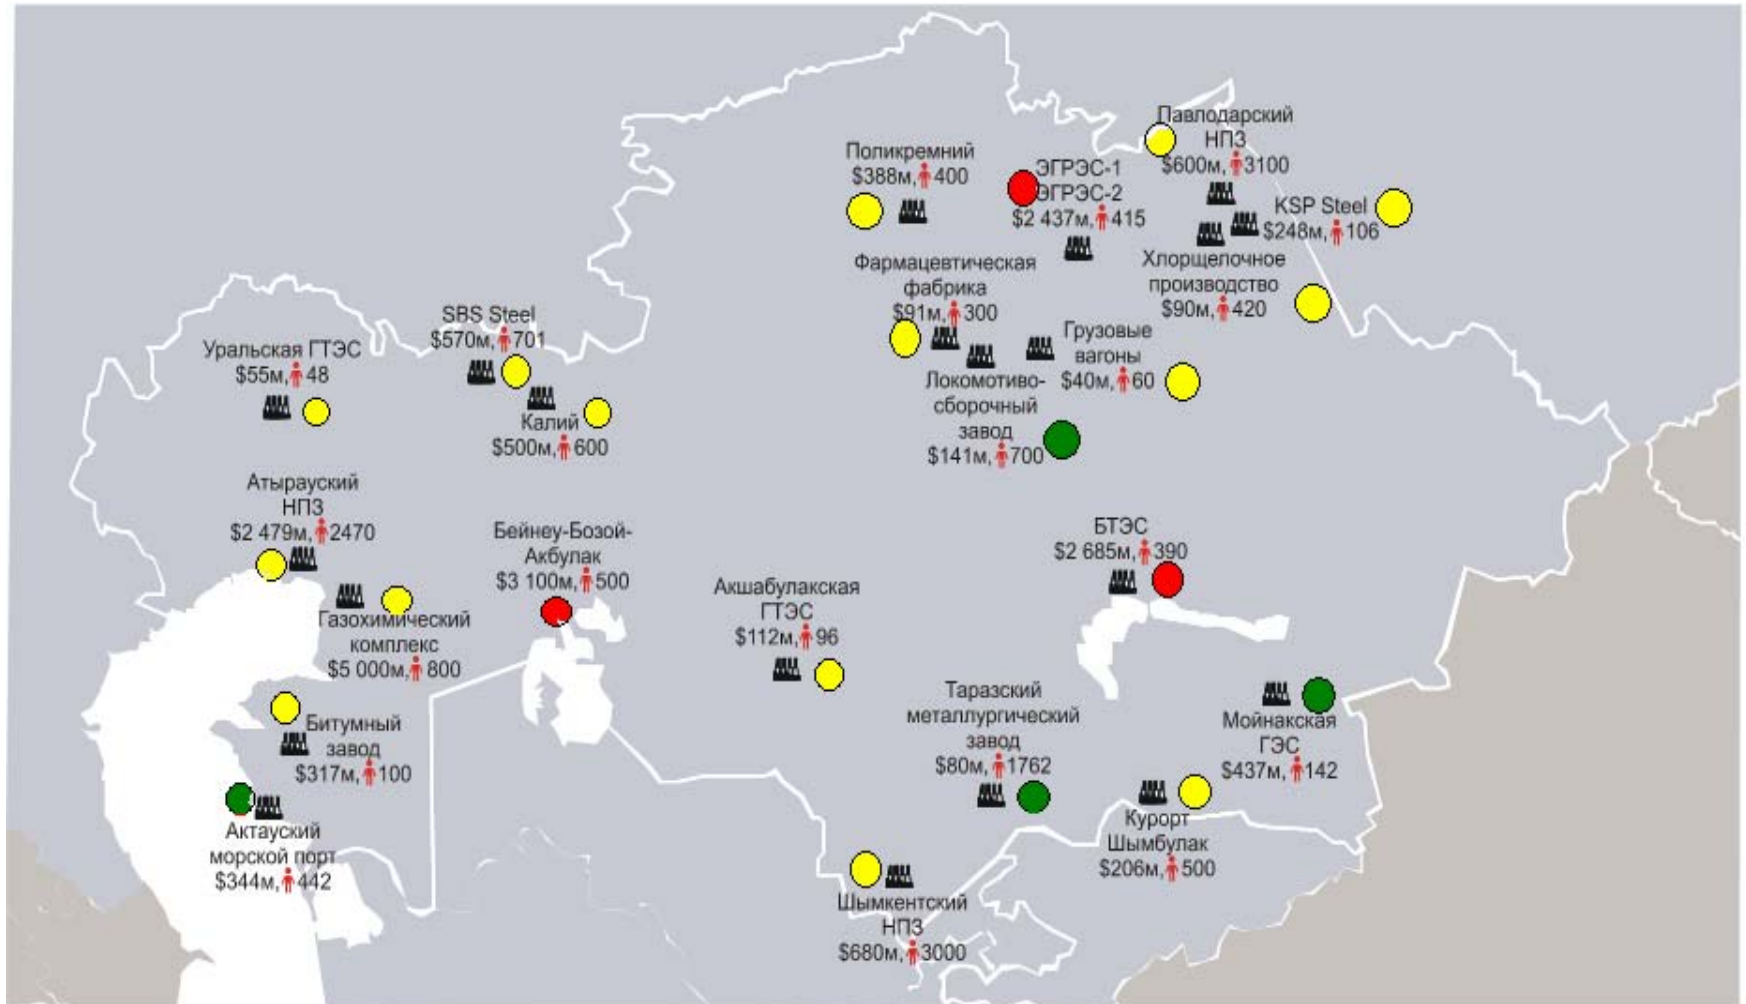 Павлодарский
НПЗ
$600м, 3100
Поликремний
$388м, 400
ЭГРЭС-1
ЭГРЭС-2
$2 437м, 415
KSP Steel
$248м, 106
Фармацевтическая
фабрика
$91м, 300
Хлорщелочное
производство
$90м, 420
SBS Steel
$570м, 701
Грузовые
вагоны
$40м, 60
Уральская ГТЭС
$55м, 48
Локомотиво-
сборочный
завод
$141м, 700
Калий
$500м, 600
Атырауский
НПЗ
$2 479м, 2470
Бейнеу-Бозой-
Акбулак
$3 100м, 500
БТЭС
$2 685м, 390
Акшабулакская
ГТЭС
$112м, 96
Газохимический
комплекс
$5 000м, 800
Таразский
металлургический
завод
$80м, 1762
Битумный
завод
$317м, 100
Мойнакская
ГЭС
$437м, 142
Актауский
морской порт
$344м, 442
Курорт
Шымбулак
$206м, 500
Шымкентский
НПЗ
$680м, 3000